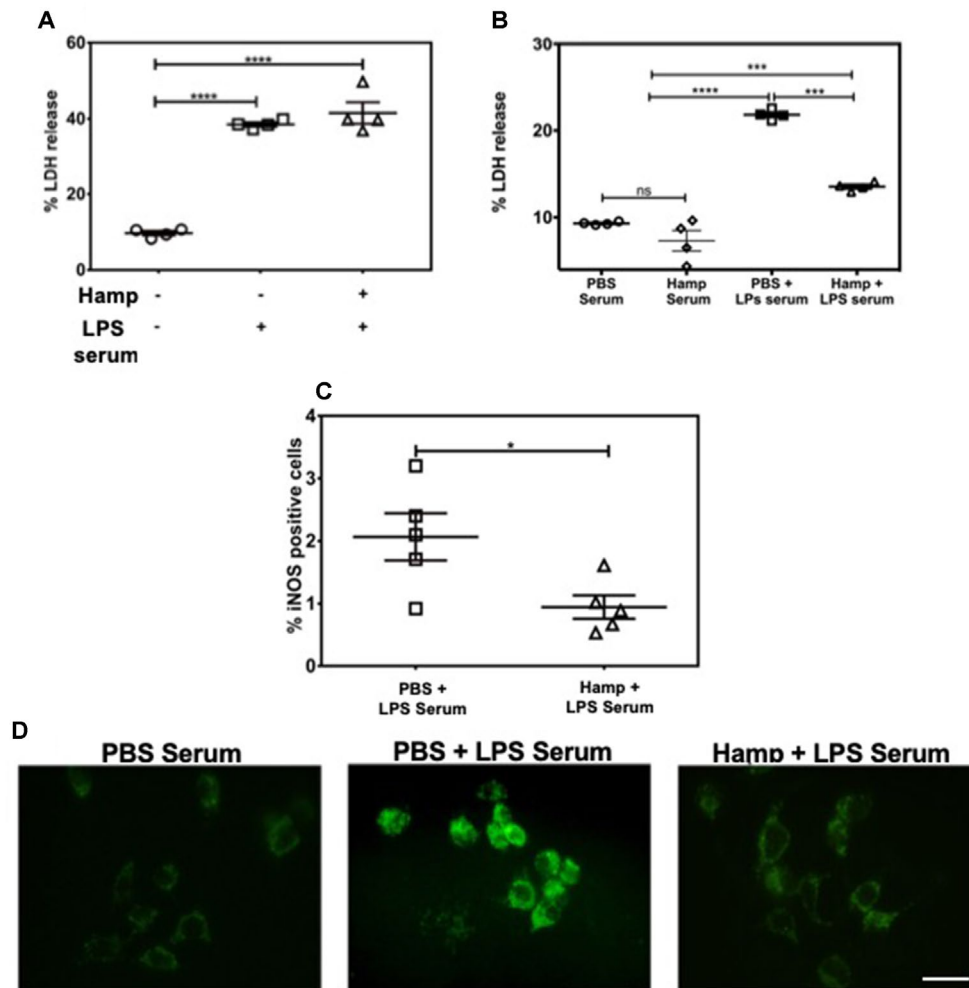 A
60
40
20
0
% LDH release
****
****
Hamp - - +
LPS - + +
serum
B
30
20
10
% LDH release
***
**** ***
ns
PBS Hamp PBS + Hamp +
Serum Serum LPs serum LPS serum
C
4
3
2
1
0
% iNOS positive cells
*
PBS + Hamp +
LPS Serum LPS Serum
D
PBS Serum PBS + LPS Serum Hamp + LPS Serum